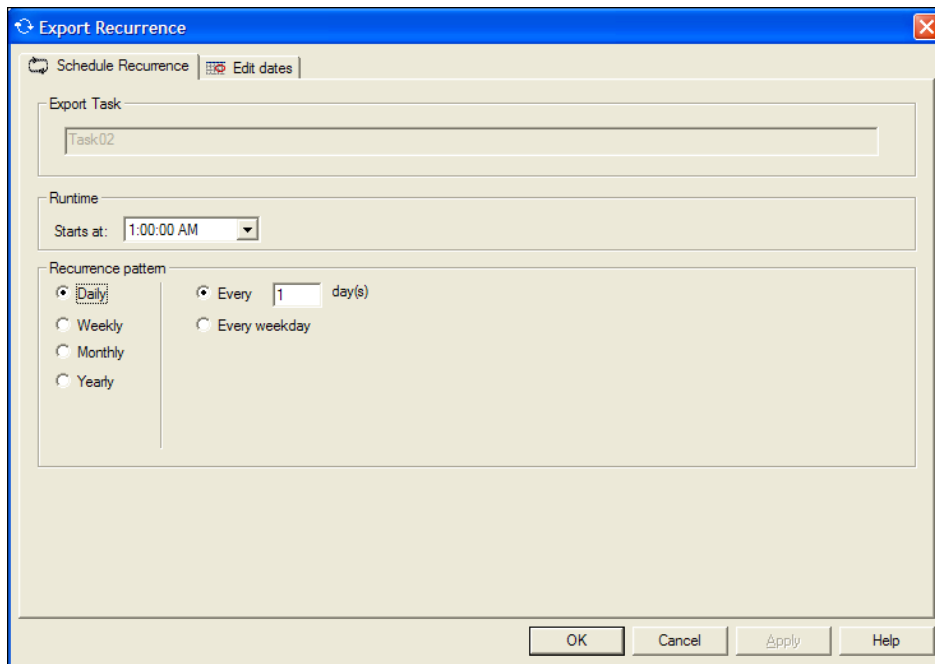 Export Recurrence
Schedule Recurrence
Edit dates
Export Task
Task02
Runtime
Starts at: 1:00:00 AM
Recurrence pattern
Daily
Every 1 day(s)
Weekly
Every weekday
Monthly
Yearly
OK Cancel Apply Help